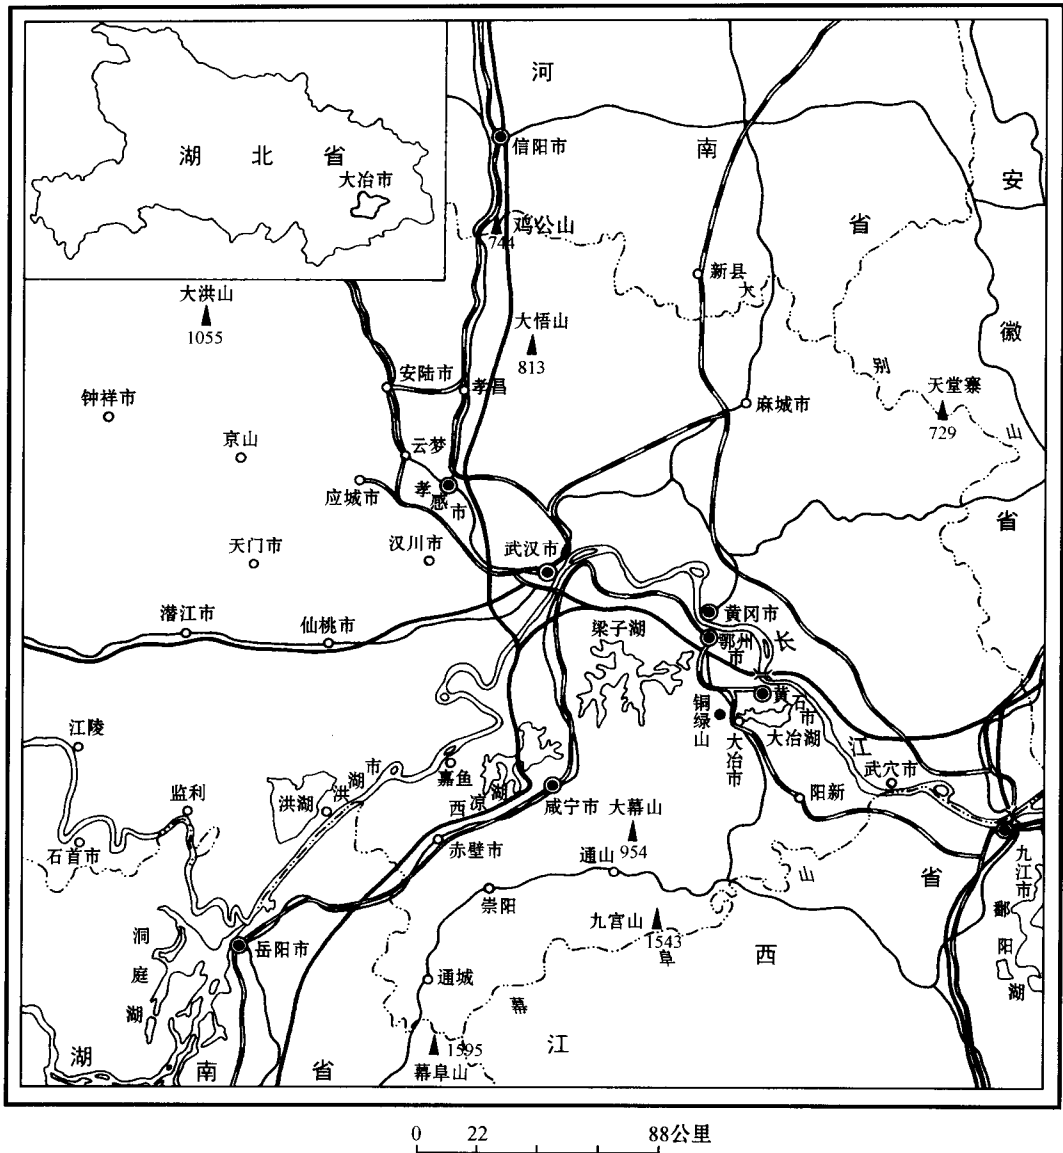 湖北省
大冶市
河
南
省
安
徽
省
信阳市
鸡公山
744
新县
大
别
山
大洪山
1055
大悟山
813
天堂寨
729
安陆市
孝昌
麻城市
钟祥市
京山
云梦
应城市
孝感市
天门市
汉川市
武汉市
潜江市
仙桃市
梁子湖
黄冈市
鄂州市
长
江
黄石市
铜绿山
大冶市
大冶湖
江陵
监利
洪湖
洪湖市
嘉鱼
西凉湖
咸宁市
大幕山
954
阳新
武穴市
石首市
赤壁市
通山
崇阳
九宫山
1543
山
阜
幕
省
西
江
九江市
鄱阳湖
洞庭湖
岳阳市
通城
1595
幕阜山
湖
南
省
0 22 88公里